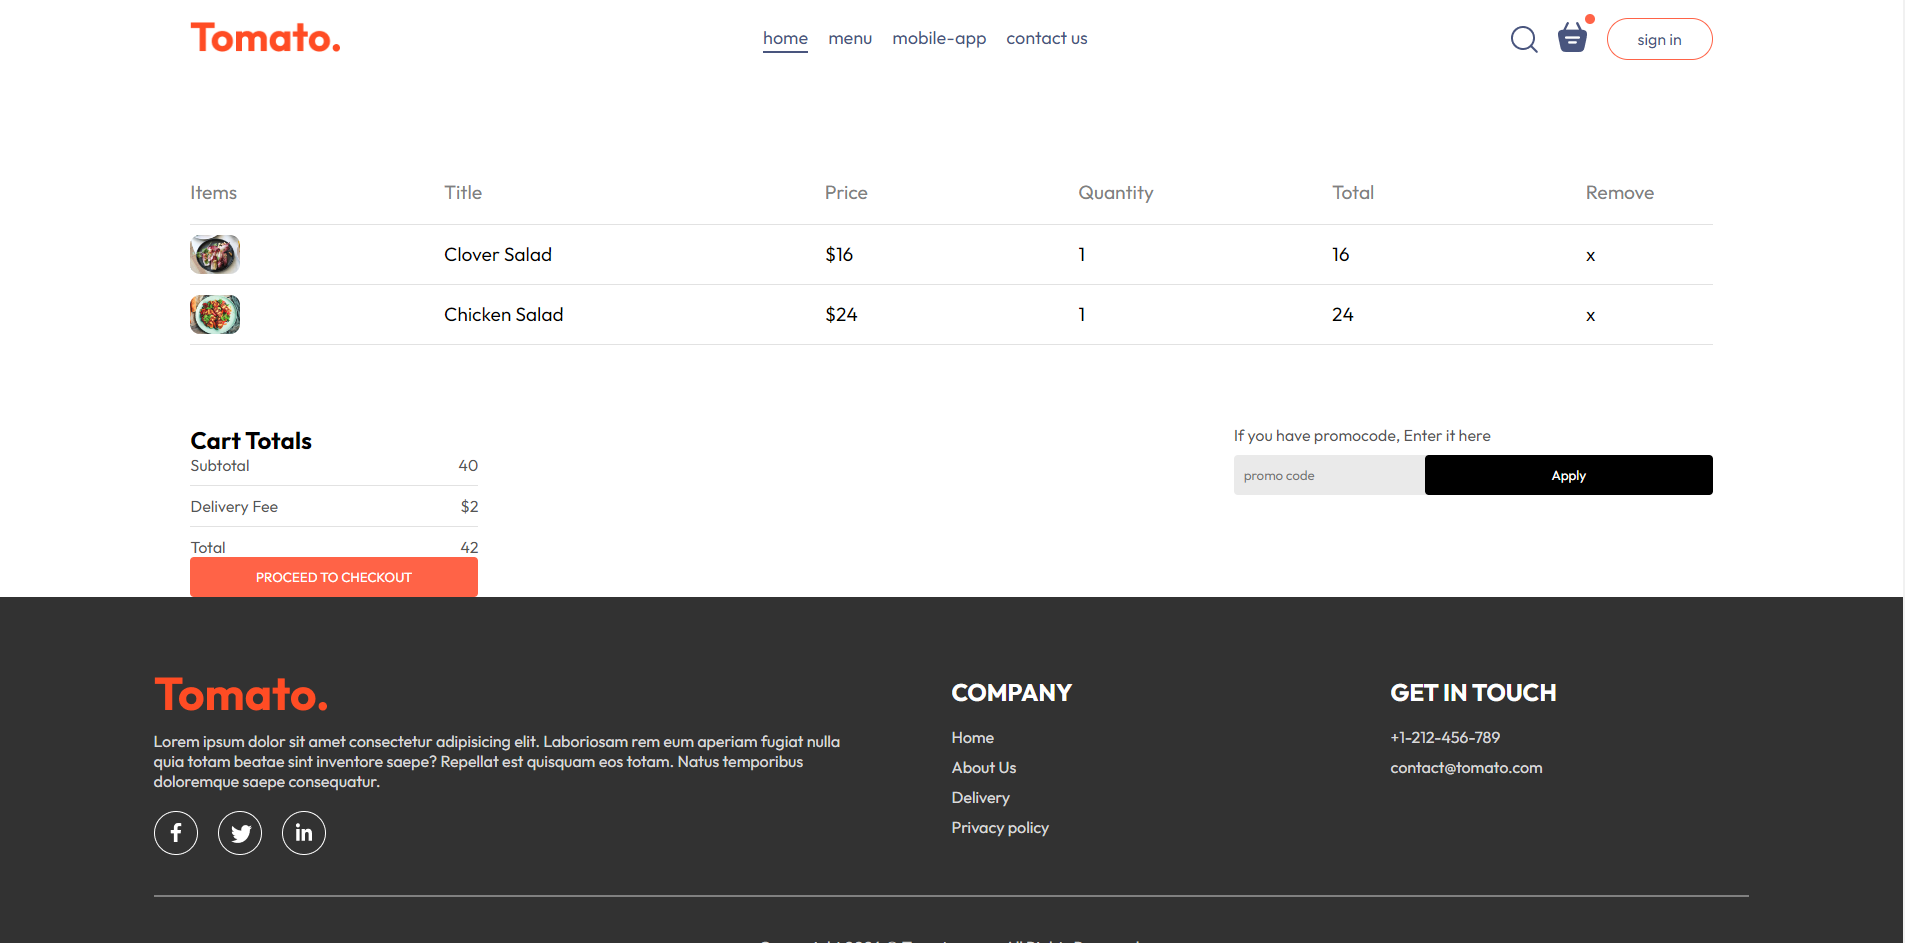 Tomato.
home menu mobile-app contact us
sign in
Items Title Price Quantity Total Remove
Clover Salad $16 1 16 x
Chicken Salad $24 1 24 x
Cart Totals
Subtotal 40
Delivery Fee $2
Total 42
PROCEED TO CHECKOUT
If you have promocode, Enter it here
promo code Apply
Tomato.
Lorem ipsum dolor sit amet consectetur adipisicing elit. Laboriosam rem eum aperiam fugiat nulla
quia totam beatae sint inventore saepe? Repellat est quisquam eos totam. Natus temporibus
doloremque saepe consequatur.
COMPANY
Home
About Us
Delivery
Privacy policy
GET IN TOUCH
+1-212-456-789
contact@tomato.com